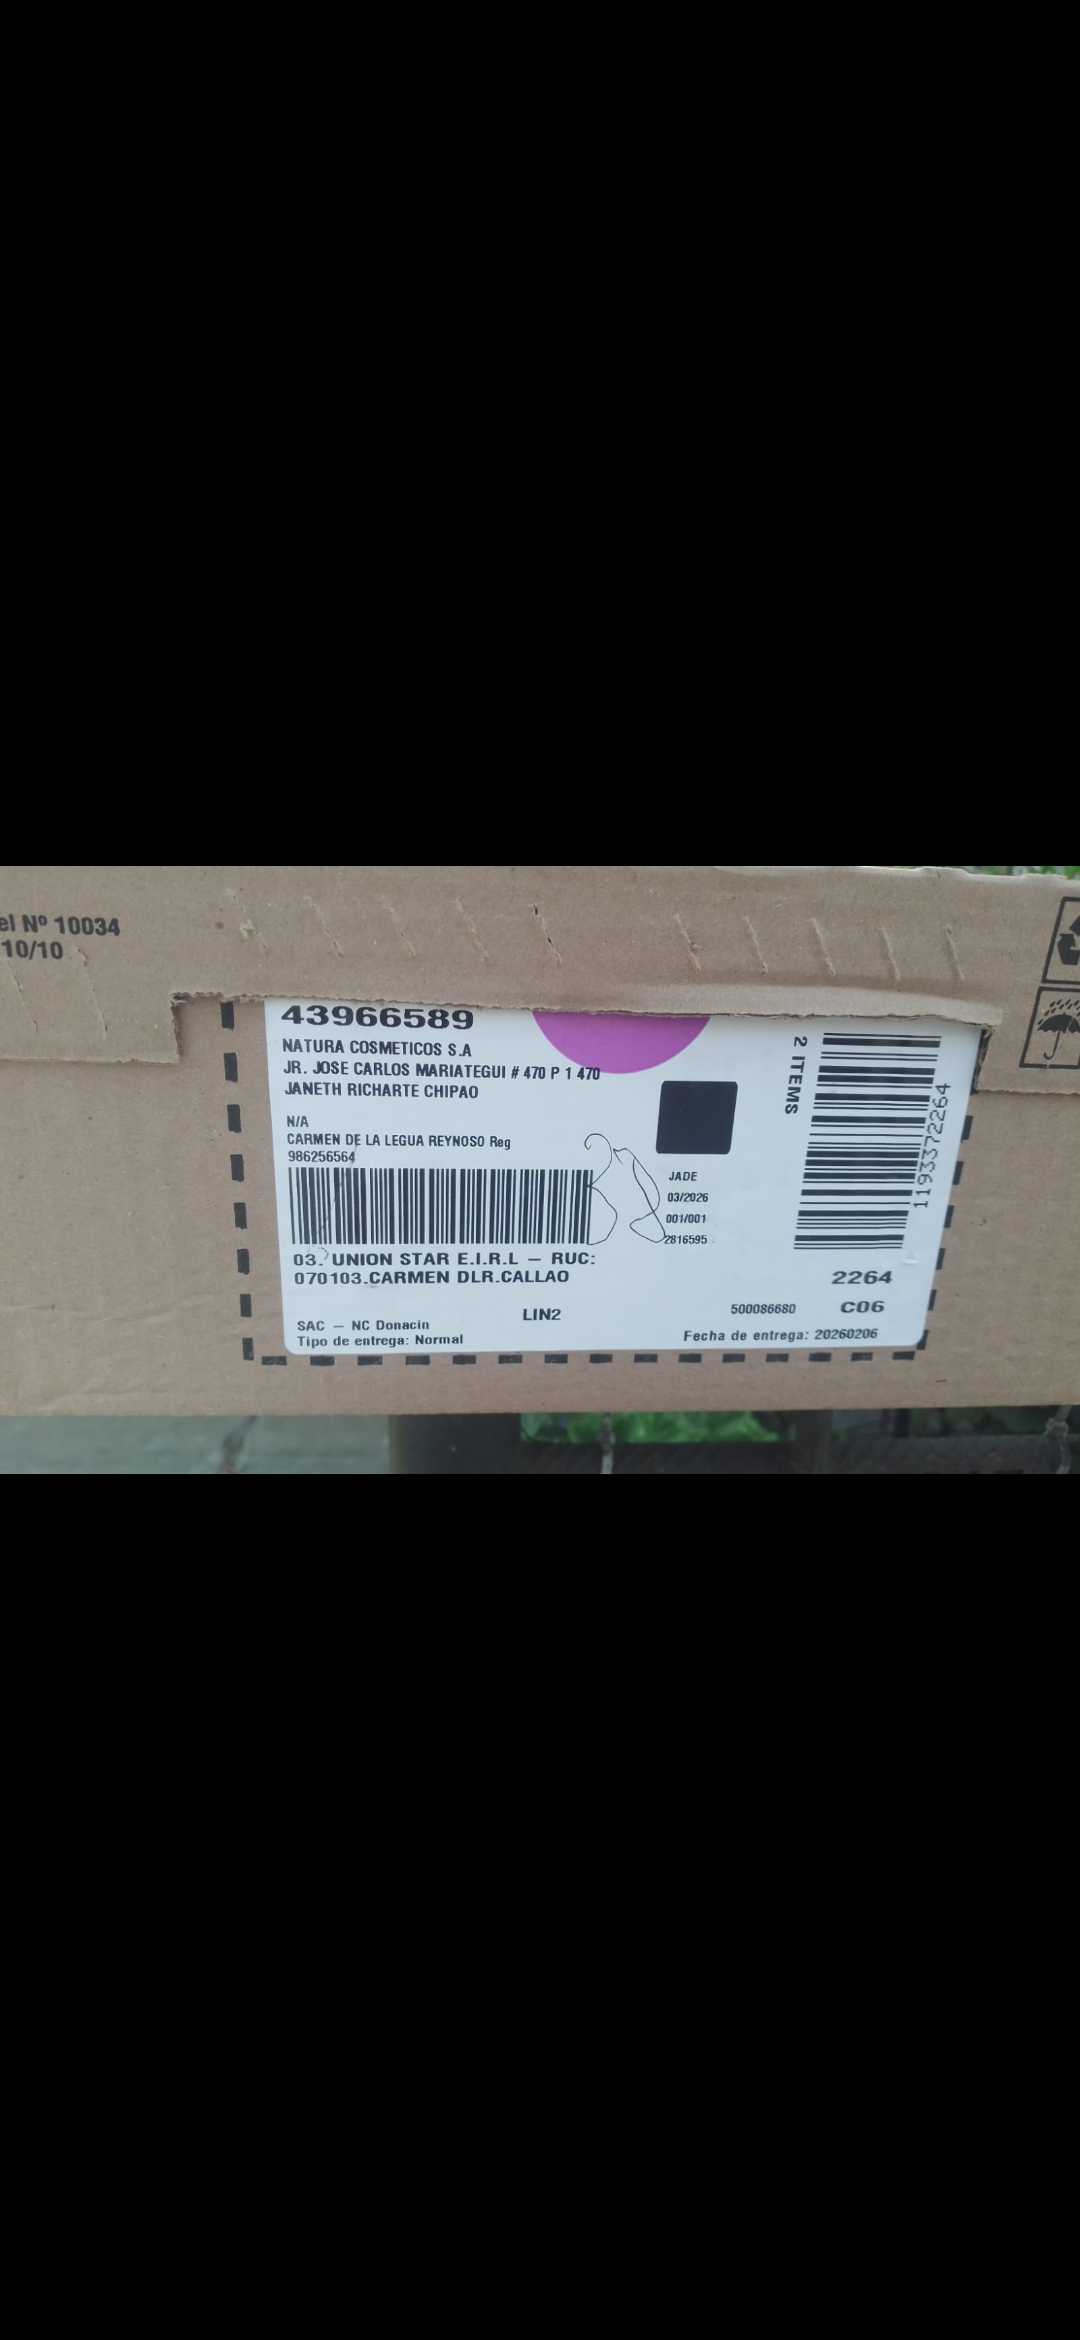 el Nº 10034
10/10
43966589
NATURA COSMETICOS S.A
JR. JOSE CARLOS MARIATEGUI # 470 P 1 470
JANETH RICHARTE CHIPAO
N/A
CARMEN DE LA LEGUA REYNOSO Reg
986256564
2 ITEMS
1193372264
JADE
03/2026
001/001
2816595
03. UNION STAR E.I.R.L – RUC:
070103.CARMEN DLR.CALLAO
2264
LIN2
500086680
C06
SAC – NC Donacin
Tipo de entrega: Normal
Fecha de entrega: 20260206